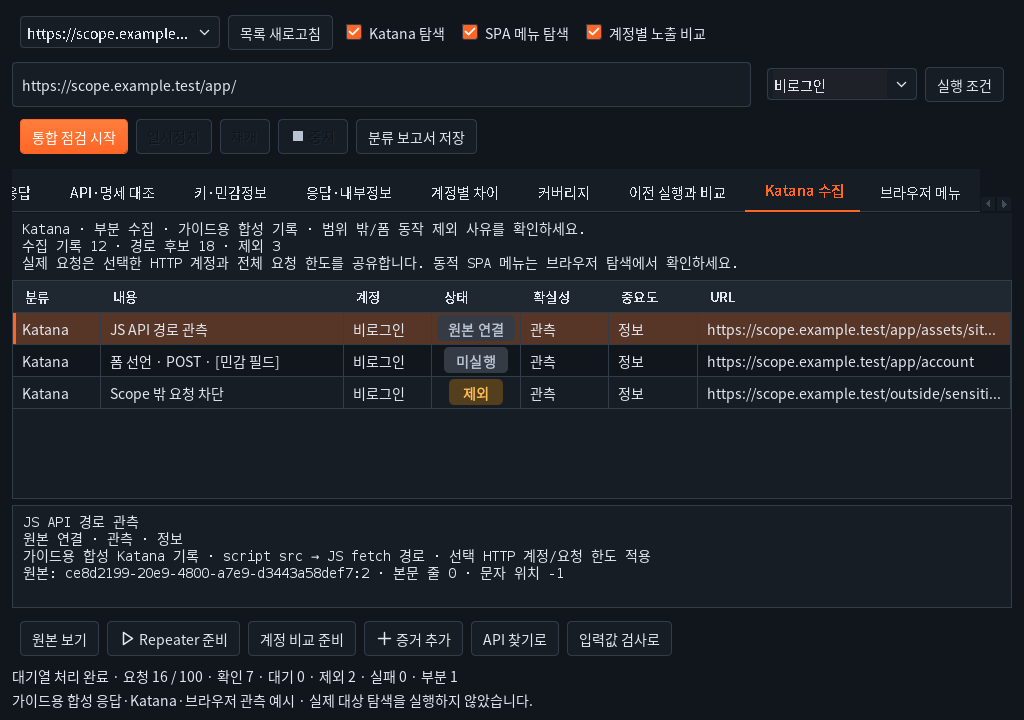 https://scope.example... 목록 새로고침 Katana 탐색 SPA 메뉴 탐색 계정별 노출 비교
https://scope.example.test/app/ 비로그인 실행 조건
통합 점검 시작 일시정지 재개 중지 분류 보고서 저장
응답 API·명세 대조 키·민감정보 응답·내부정보 계정별 차이 커버리지 이전 실행과 비교 Katana 수집 브라우저 메뉴
Katana · 부분 수집 · 가이드용 합성 기록 · 범위 밖/폼 동작 제외 사유를 확인하세요.
수집 기록 12 · 경로 후보 18 · 제외 3
실제 요청은 선택한 HTTP 계정과 전체 요청 한도를 공유합니다. 동적 SPA 메뉴는 브라우저 탐색에서 확인하세요.
분류 내용 계정 상태 확실성 중요도 URL
Katana JS API 경로 관측 비로그인 원본 연결 관측 정보 https://scope.example.test/app/assets/sit...
Katana 폼 선언 · POST · [민감 필드] 비로그인 미실행 관측 정보 https://scope.example.test/app/account
Katana Scope 밖 요청 차단 비로그인 제외 관측 정보 https://scope.example.test/outside/sensiti...
JS API 경로 관측
원본 연결 · 관측 · 정보
가이드용 합성 Katana 기록 · script src → JS fetch 경로 · 선택 HTTP 계정/요청 한도 적용
원본: ce8d2199-20e9-4800-a7e9-d3443a58def7:2 · 본문 줄 0 · 문자 위치 -1
원본 보기 Repeater 준비 계정 비교 준비 증거 추가 API 찾기로 입력값 검사로
대기열 처리 완료 · 요청 16 / 100 · 확인 7 · 대기 0 · 제외 2 · 실패 0 · 부분 1
가이드용 합성 응답·Katana·브라우저 관측 예시 · 실제 대상 탐색을 실행하지 않았습니다.